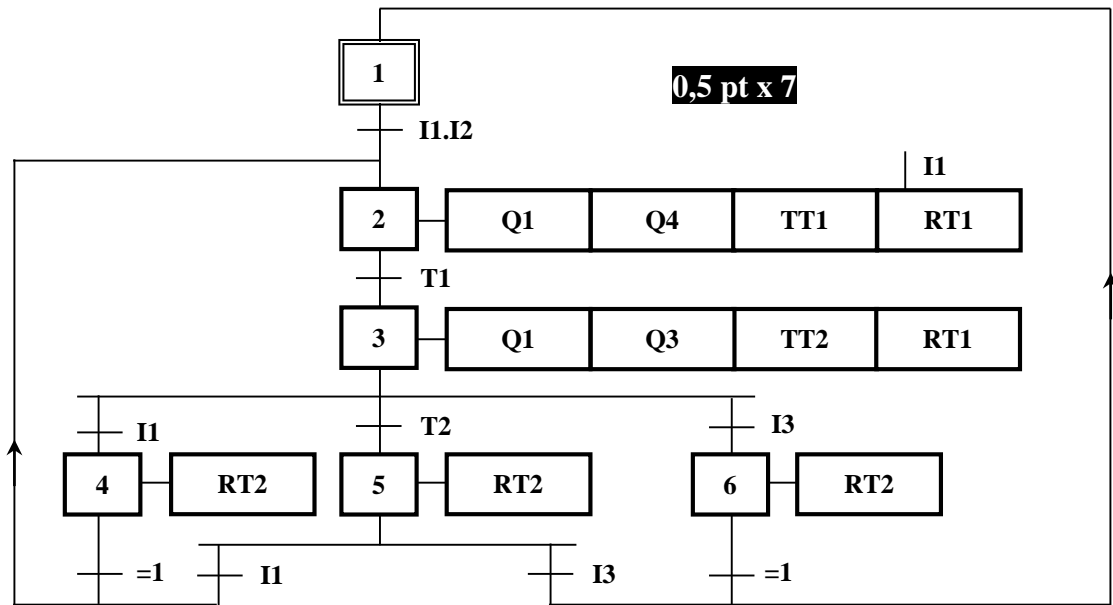 1
0,5 pt x 7
I1.I2
I1
2 Q1 Q4 TT1 RT1
T1
3 Q1 Q3 TT2 RT1
I1 T2 I3
4 RT2 5 RT2 6 RT2
=1 I1 I3 =1